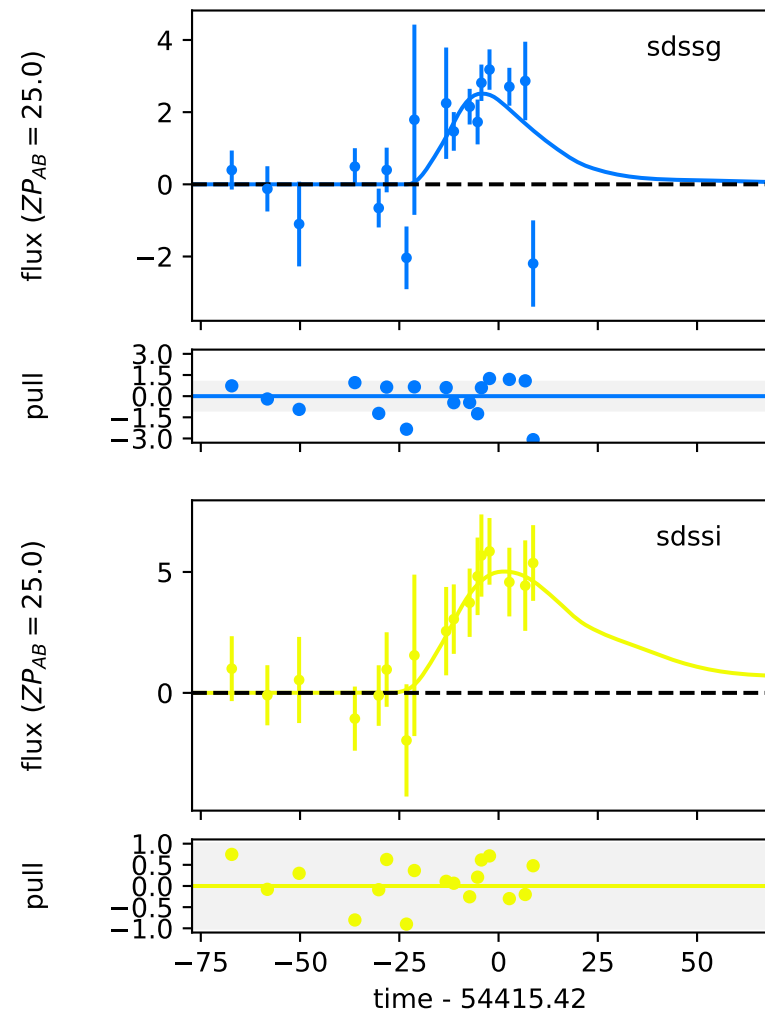 4
2
0
−2
flux (ZP_AB = 25.0)
sdssg
3.0
1.5
0.0
−1.5
−3.0
pull
5
0
flux (ZP_AB = 25.0)
sdssi
1.0
0.5
0.0
−0.5
−1.0
pull
−75 −50 −25 0 25 50
time - 54415.42